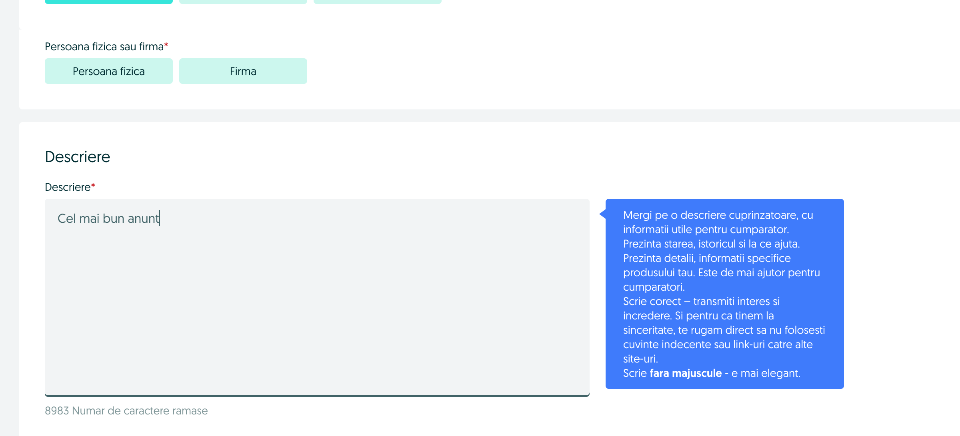 Persoana fizica sau firma*
Persoana fizica
Firma
Descriere
Descriere*
Cel mai bun anunt
Mergi pe o descriere cuprinzatoare, cu
informatii utile pentru cumparator.
Prezinta starea, istoricul si la ce ajuta.
Prezinta detalii, informatii specifice
produsului tau. Este de mai ajutor pentru
cumparatori.
Scrie corect – transmiti interes si
incredere. Si pentru ca tinem la
sinceritate, te rugam direct sa nu folosesti
cuvinte indecente sau link-uri catre alte
site-uri.
Scrie fara majuscule - e mai elegant.
8983 Numar de caractere ramase